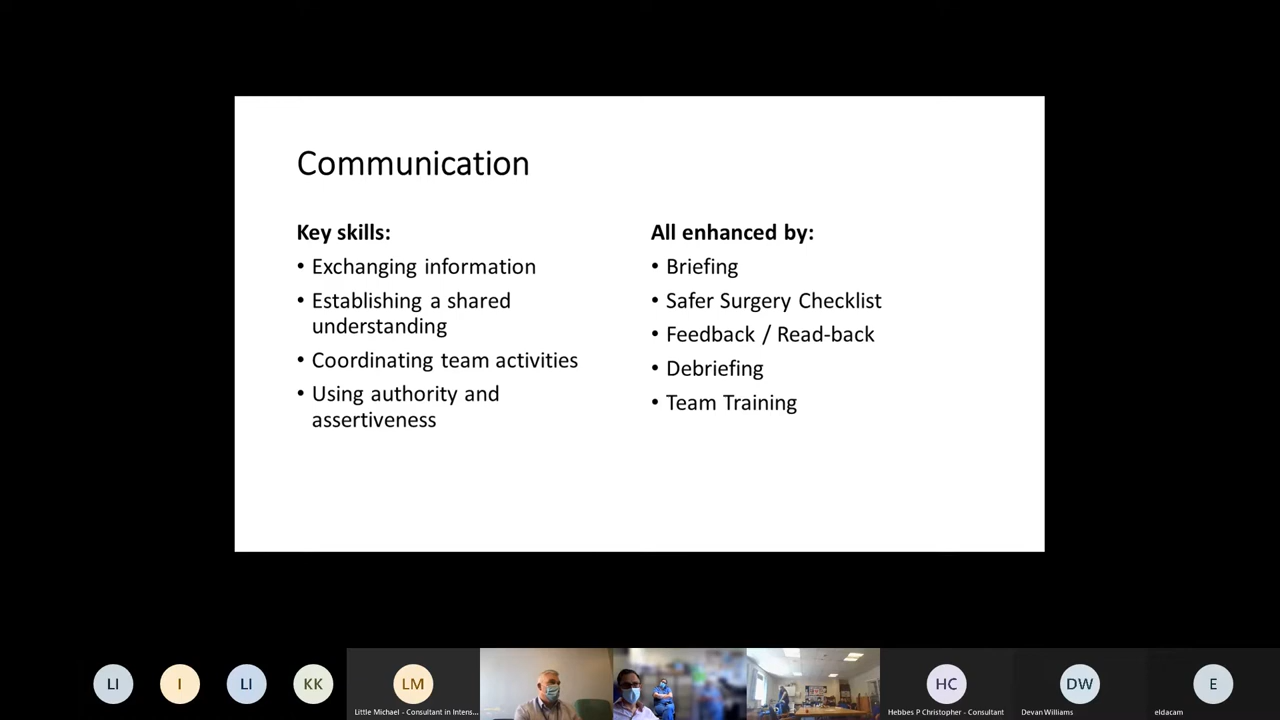 Communication
Key skills:
• Exchanging information
• Establishing a shared
understanding
• Coordinating team activities
• Using authority and
assertiveness
All enhanced by:
• Briefing
• Safer Surgery Checklist
• Feedback / Read-back
• Debriefing
• Team Training
LI
I
LI
KK
LM
Little Michael - Consultant in Intens...
HC
Hebbes P Christopher - Consultant
DW
Devan Williams
E
eldacam